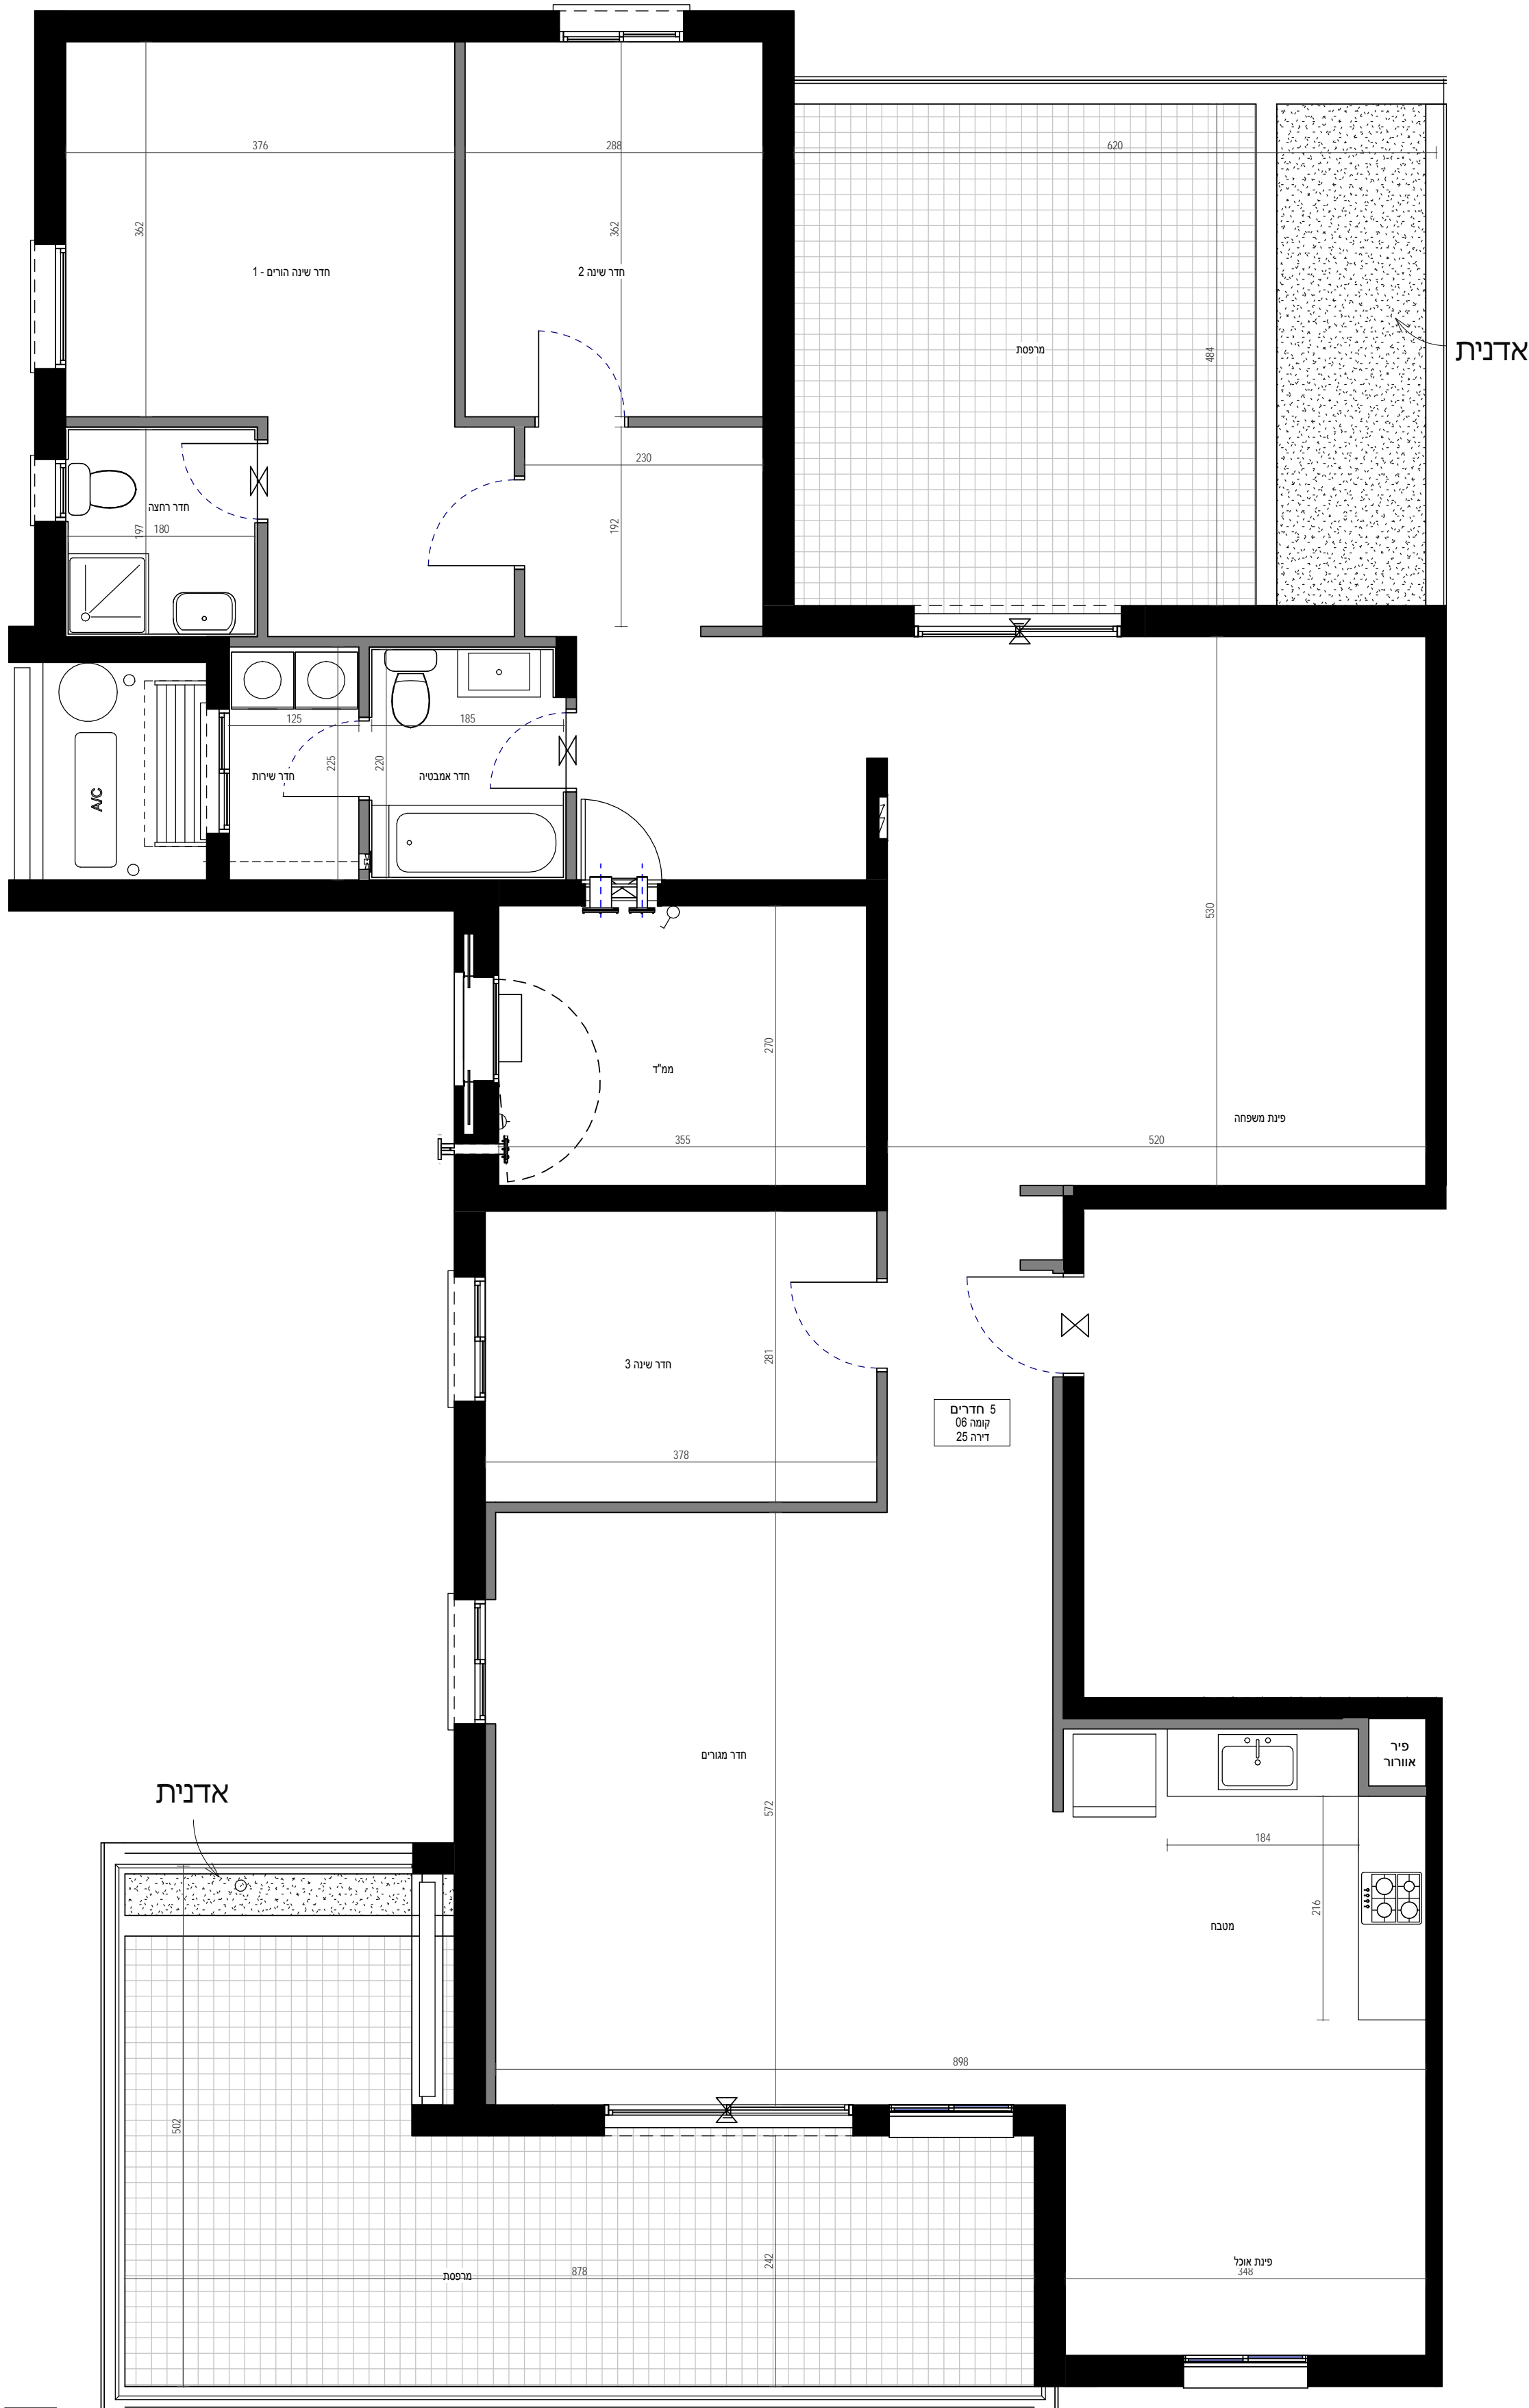 376
288
620
362
362
חדר שינה הורים - 1
חדר שינה 2
מרפסת
484
אדנית
230
192
חדר רחצה
197
180
125
185
225
220
חדר שירות
חדר אמבטיה
A/C
530
270
ממ"ד
355
520
פינת משפחה
281
חדר שינה 3
378
5 חדרים
קומה 06
דירה 25
פיר
אוורור
חדר מגורים
572
184
216
מטבח
אדנית
898
502
242
מרפסת
878
פינת אוכל
348